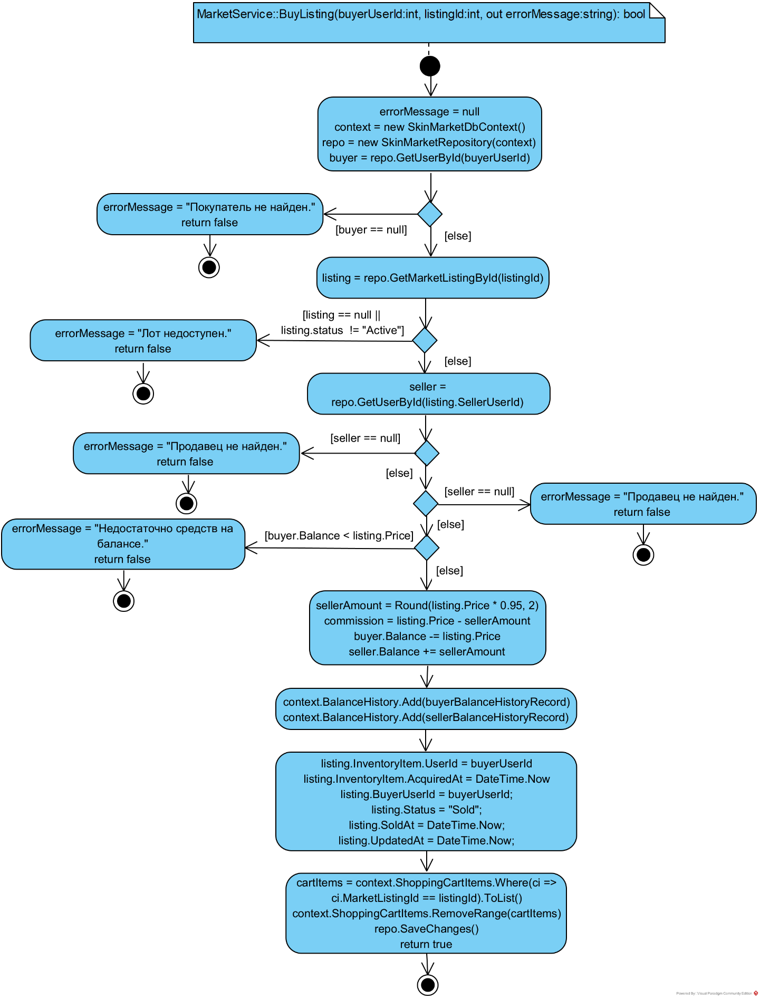 MarketService::BuyListing(buyerUserId:int, listingId:int, out errorMessage:string): bool
errorMessage = null
context = new SkinMarketDbContext()
repo = new SkinMarketRepository(context)
buyer = repo.GetUserById(buyerUserId)
errorMessage = "Покупатель не найден."
return false
[buyer == null]
[else]
listing = repo.GetMarketListingById(listingId)
[listing == null ||
listing.status  != "Active"]
errorMessage = "Лот недоступен."
return false
[else]
seller =
repo.GetUserById(listing.SellerUserId)
[seller == null]
errorMessage = "Продавец не найден."
return false
[else]
[seller == null]
errorMessage = "Продавец не найден."
return false
[else]
[buyer.Balance < listing.Price]
errorMessage = "Недостаточно средств на
балансе."
return false
[else]
sellerAmount = Round(listing.Price * 0.95, 2)
commission = listing.Price - sellerAmount
buyer.Balance -= listing.Price
seller.Balance += sellerAmount
context.BalanceHistory.Add(buyerBalanceHistoryRecord)
context.BalanceHistory.Add(sellerBalanceHistoryRecord)
listing.InventoryItem.UserId = buyerUserId
listing.InventoryItem.AcquiredAt = DateTime.Now
listing.BuyerUserId = buyerUserId;
listing.Status = "Sold";
listing.SoldAt = DateTime.Now;
listing.UpdatedAt = DateTime.Now;
cartItems = context.ShoppingCartItems.Where(ci =>
ci.MarketListingId == listingId).ToList()
context.ShoppingCartItems.RemoveRange(cartItems)
repo.SaveChanges()
return true
Powered By Visual Paradigm Community Edition